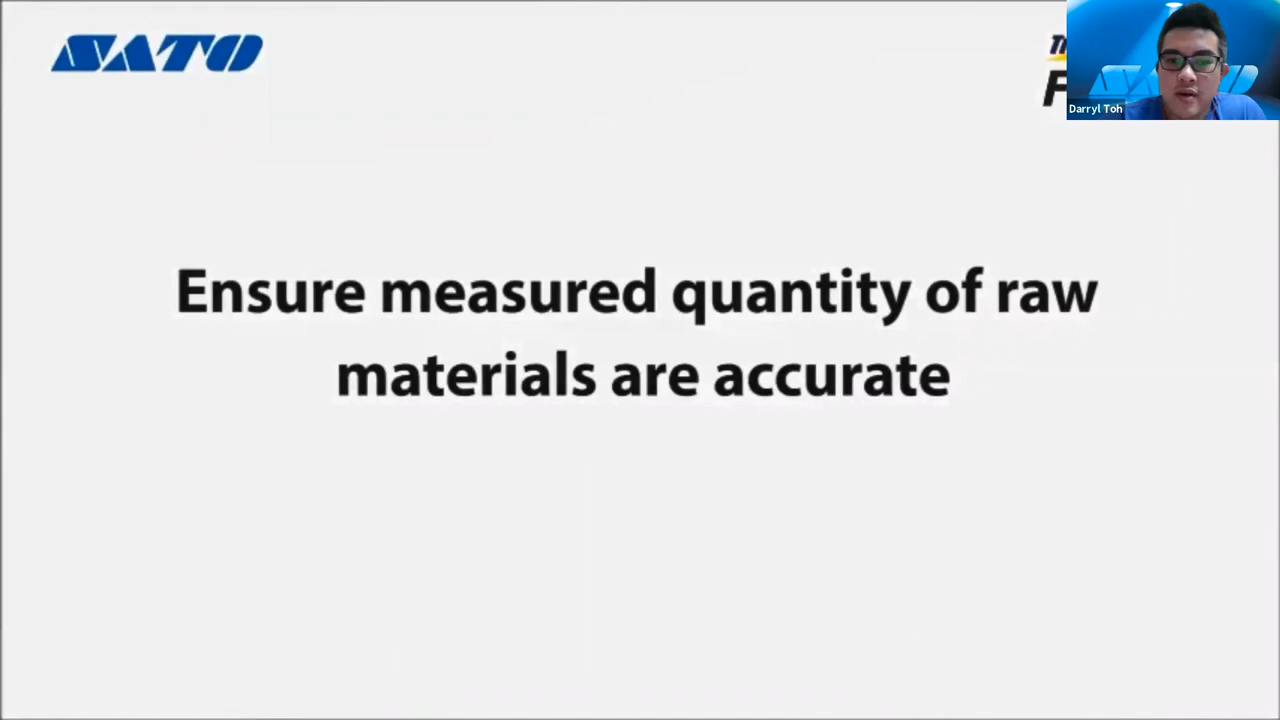 SATO
Darryl Toh
Ensure measured quantity of raw
materials are accurate